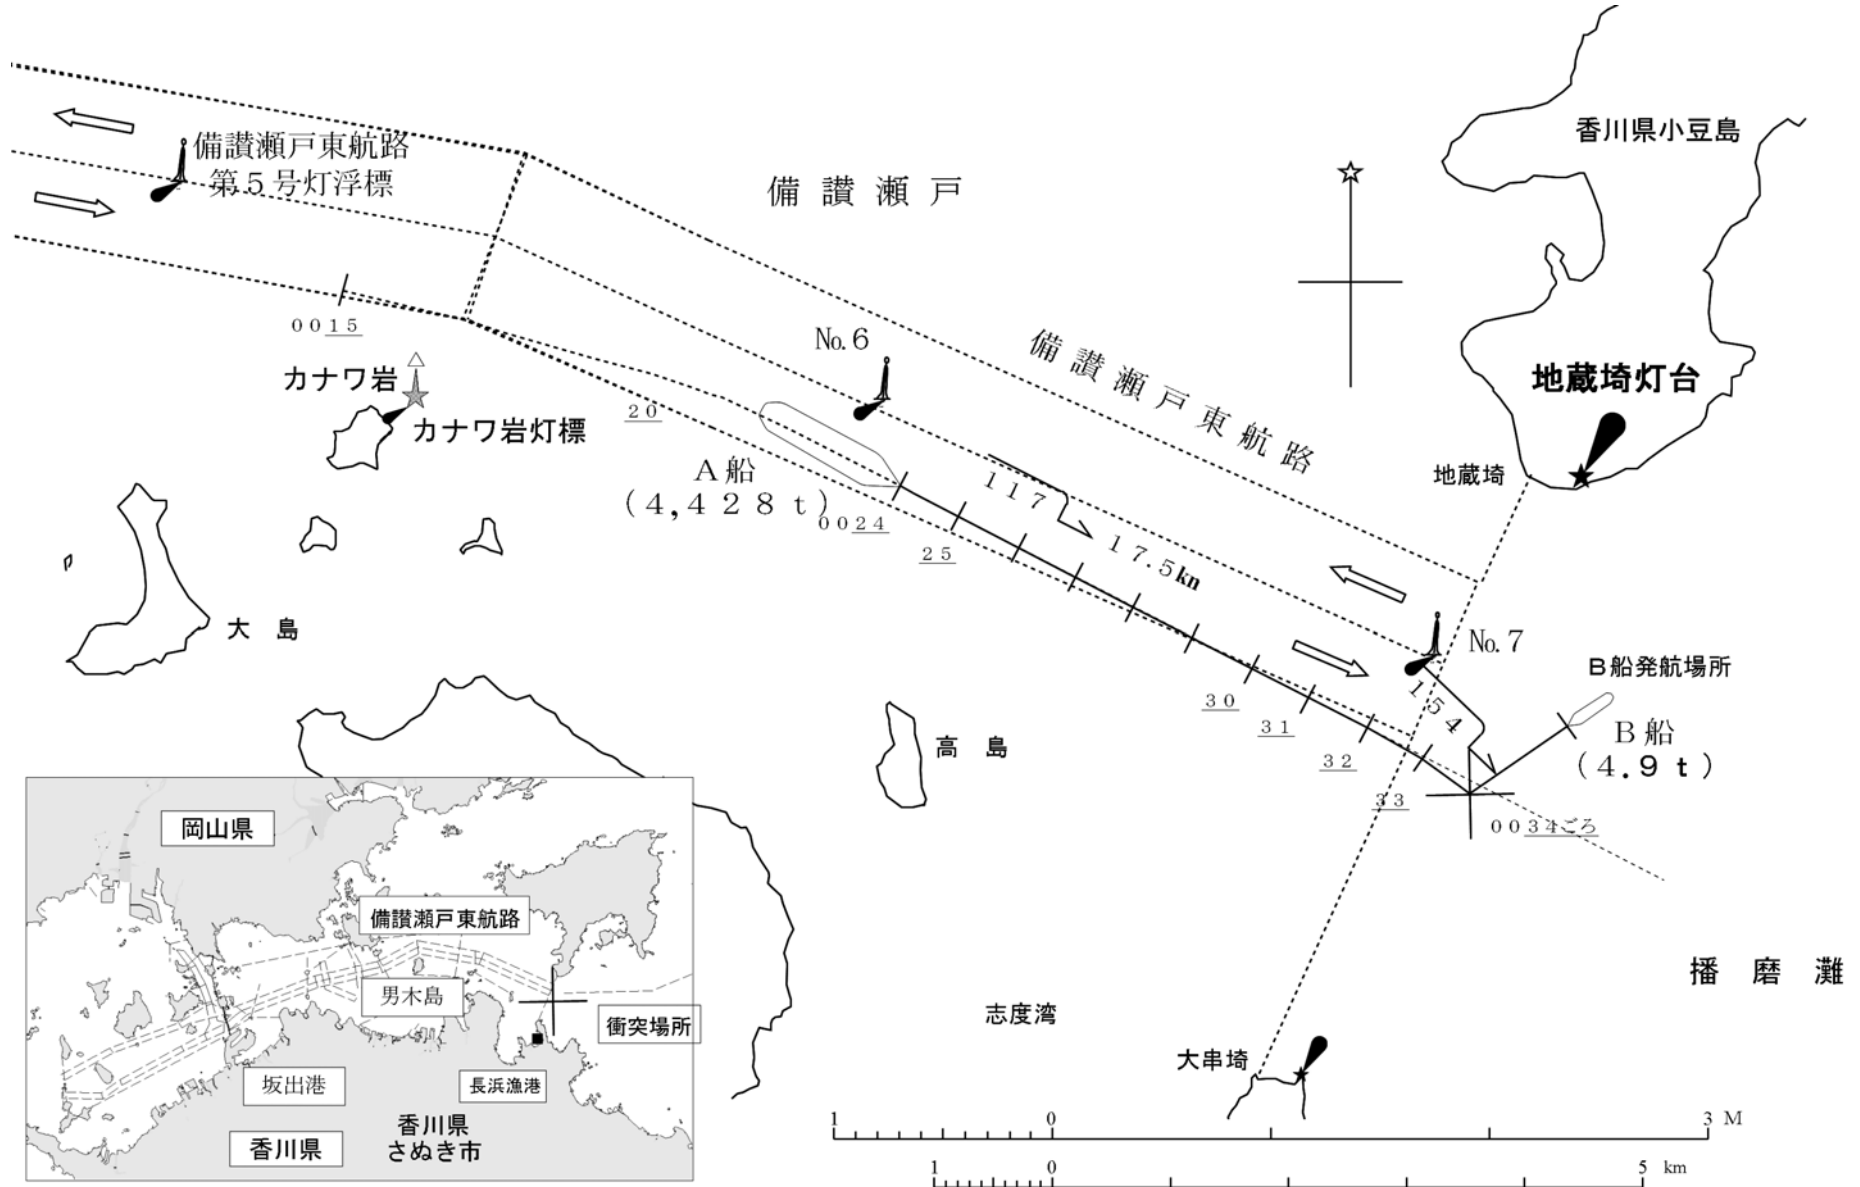 備讃瀬戸東航路
第５号灯浮標
備讃瀬戸
香川県小豆島
００１５
カナワ岩
カナワ岩灯標
２０
№６
備讃瀬戸東航路
地蔵埼灯台
地蔵埼
A船
（４,４２８ｔ）
００２４
２５
１１７
１７.５kn
大島
３０
３１
３２
３３
№７
１５４
B船発航場所
B船
（４.９ｔ）
００３４ごろ
高島
播磨灘
志度湾
大串埼
岡山県
備讃瀬戸東航路
男木島
衝突場所
坂出港
長浜漁港
香川県
さぬき市
香川県
1 0 3 M
1 0 5 km